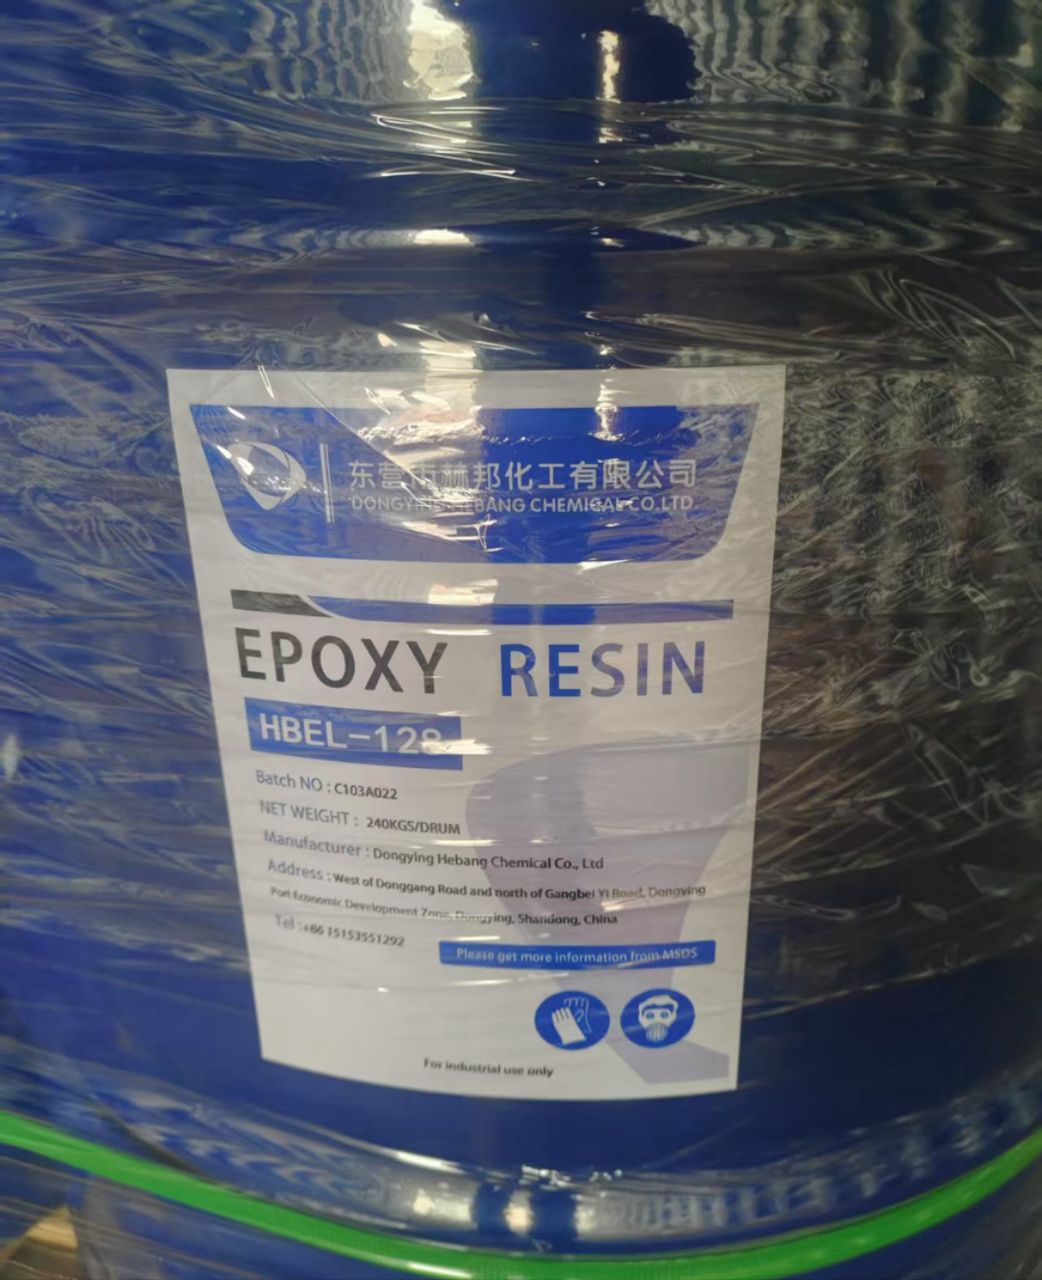 东营市赫邦化工有限公司
DONGYING HEBANG CHEMICAL CO.,LTD.
EPOXY RESIN
HBEL-128
Batch NO : C103A022
NET WEIGHT : 240KGS/DRUM
Manufacturer : Dongying Hebang Chemical Co., Ltd
Address : West of Donggang Road and north of Gangbei Yi Road, Dongying
Port Economic Development Zone, Dongying, Shandong, China
Tel :+86 15153551292
Please get more information from MSDS
For industrial use only